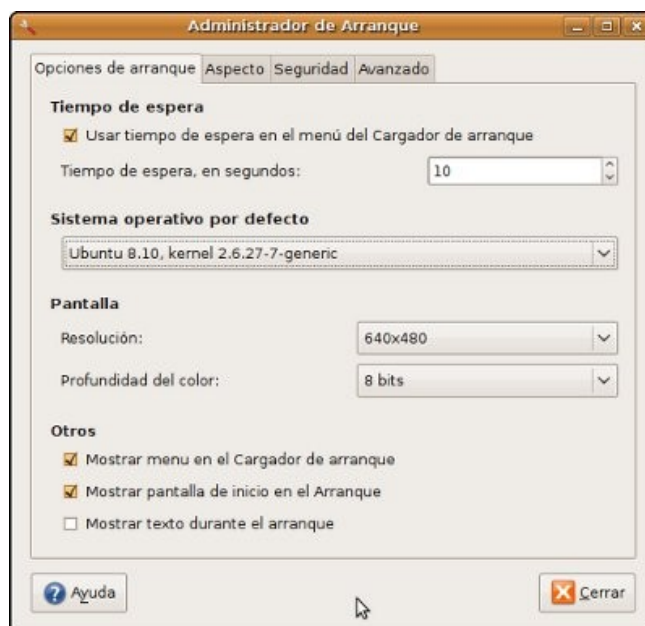 Administrador de Arranque
Opciones de arranque Aspecto Seguridad Avanzado
Tiempo de espera
Usar tiempo de espera en el menú del Cargador de arranque
Tiempo de espera, en segundos: 10
Sistema operativo por defecto
Ubuntu 8.10, kernel 2.6.27-7-generic
Pantalla
Resolución: 640x480
Profundidad del color: 8 bits
Otros
Mostrar menu en el Cargador de arranque
Mostrar pantalla de inicio en el Arranque
Mostrar texto durante el arranque
Ayuda Cerrar